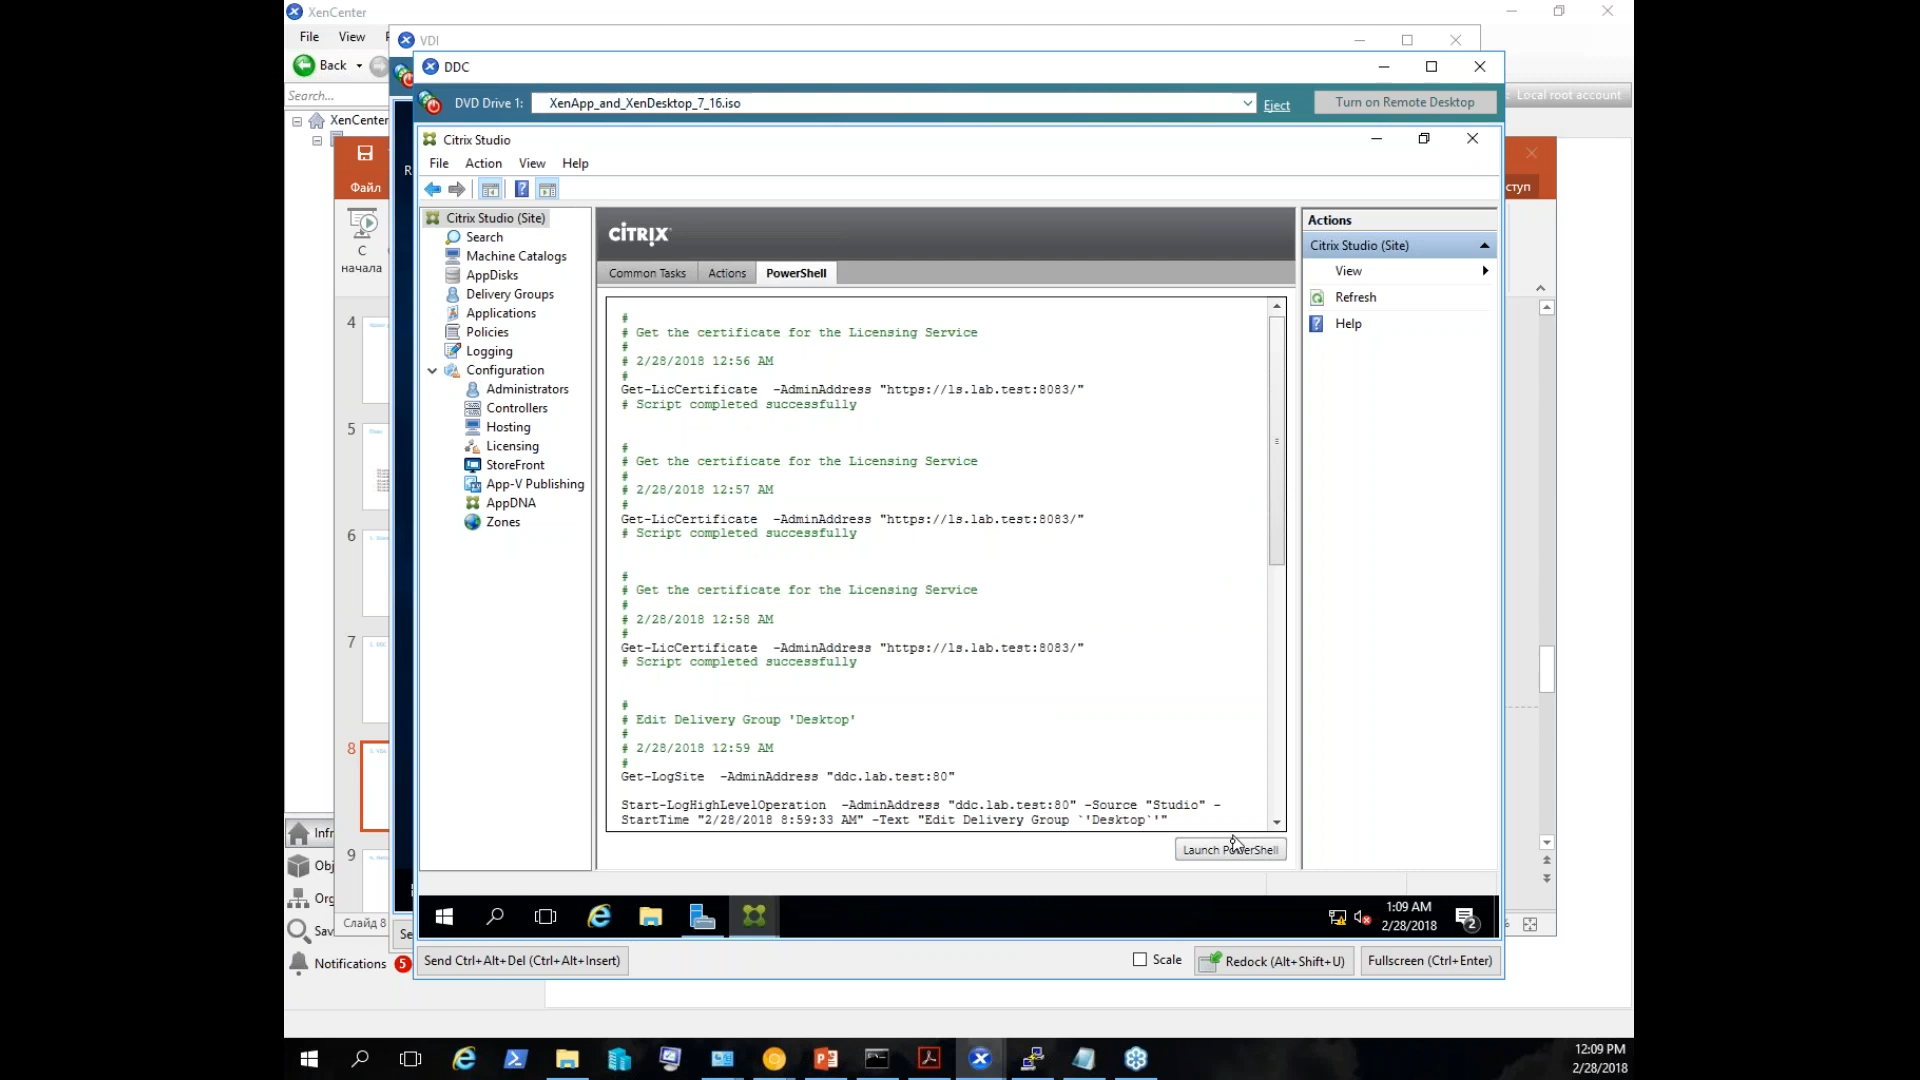 XenCenter
File View
VDI
Back
DDC
Search...
DVD Drive 1: XenApp_and_XenDesktop_7_16.iso Eject Turn on Remote Desktop
Local root account
XenCenter
Citrix Studio
File Action View Help
Файл
ступ
С
начала
Citrix Studio (Site)
Search
Machine Catalogs
AppDisks
Delivery Groups
Applications
Policies
Logging
Configuration
Administrators
Controllers
Hosting
Licensing
StoreFront
App-V Publishing
AppDNA
Zones
CITRIX
Common Tasks Actions PowerShell
#
# Get the certificate for the Licensing Service
#
# 2/28/2018 12:56 AM
#
Get-LicCertificate -AdminAddress "https://ls.lab.test:8083/"
# Script completed successfully
#
# Get the certificate for the Licensing Service
#
# 2/28/2018 12:57 AM
#
Get-LicCertificate -AdminAddress "https://ls.lab.test:8083/"
# Script completed successfully
#
# Get the certificate for the Licensing Service
#
# 2/28/2018 12:58 AM
#
Get-LicCertificate -AdminAddress "https://ls.lab.test:8083/"
# Script completed successfully
#
# Edit Delivery Group 'Desktop'
#
# 2/28/2018 12:59 AM
#
Get-LogSite -AdminAddress "ddc.lab.test:80"
Start-LogHighLevelOperation -AdminAddress "ddc.lab.test:80" -Source "Studio" -
StartTime "2/28/2018 8:59:33 AM" -Text "Edit Delivery Group `'Desktop`'"
Launch PowerShell
Actions
Citrix Studio (Site)
View
Refresh
Help
4
5
6
7
8
9
Слайд 8
Infr
Obj
Org
Sav
Notifications 5
Se
1:09 AM
2/28/2018
2
Send Ctrl+Alt+Del (Ctrl+Alt+Insert) Scale Redock (Alt+Shift+U) Fullscreen (Ctrl+Enter)
12:09 PM
2/28/2018